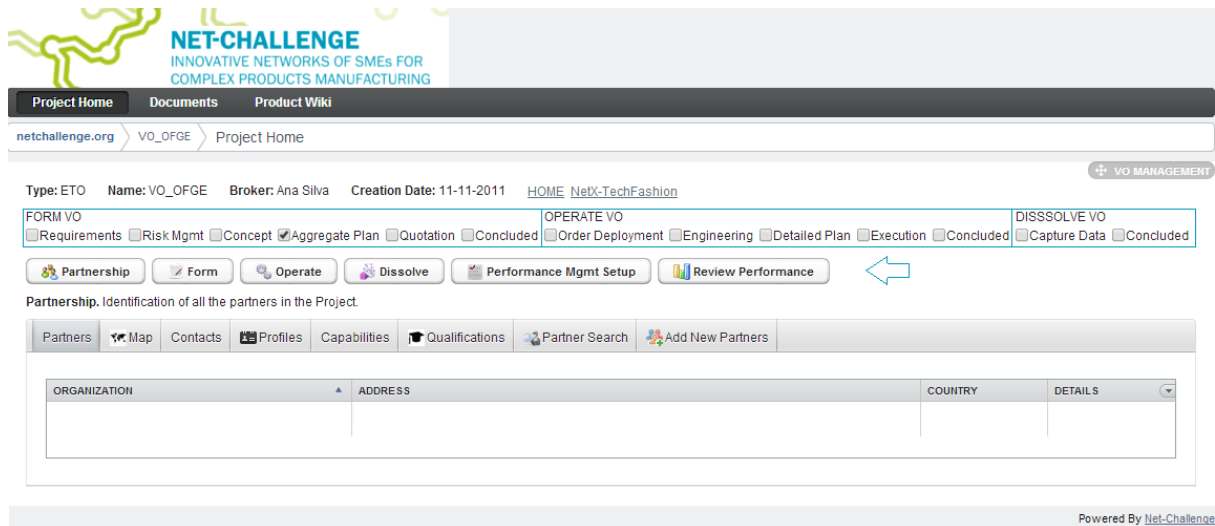 NET-CHALLENGE
INNOVATIVE NETWORKS OF SMEs FOR
COMPLEX PRODUCTS MANUFACTURING
Project Home Documents Product Wiki
netchallenge.org VO_OFGE Project Home
VO MANAGEMENT
Type: ETO Name: VO_OFGE Broker: Ana Silva Creation Date: 11-11-2011 HOME NetX-TechFashion
FORM VO OPERATE VO DISSSOLVE VO
Requirements Risk Mgmt Concept Aggregate Plan Quotation Concluded Order Deployment Engineering Detailed Plan Execution Concluded Capture Data Concluded
Partnership Form Operate Dissolve Performance Mgmt Setup Review Performance
Partnership. Identification of all the partners in the Project.
Partners Map Contacts Profiles Capabilities Qualifications Partner Search Add New Partners
ORGANIZATION ADDRESS COUNTRY DETAILS
Powered By Net-Challenge